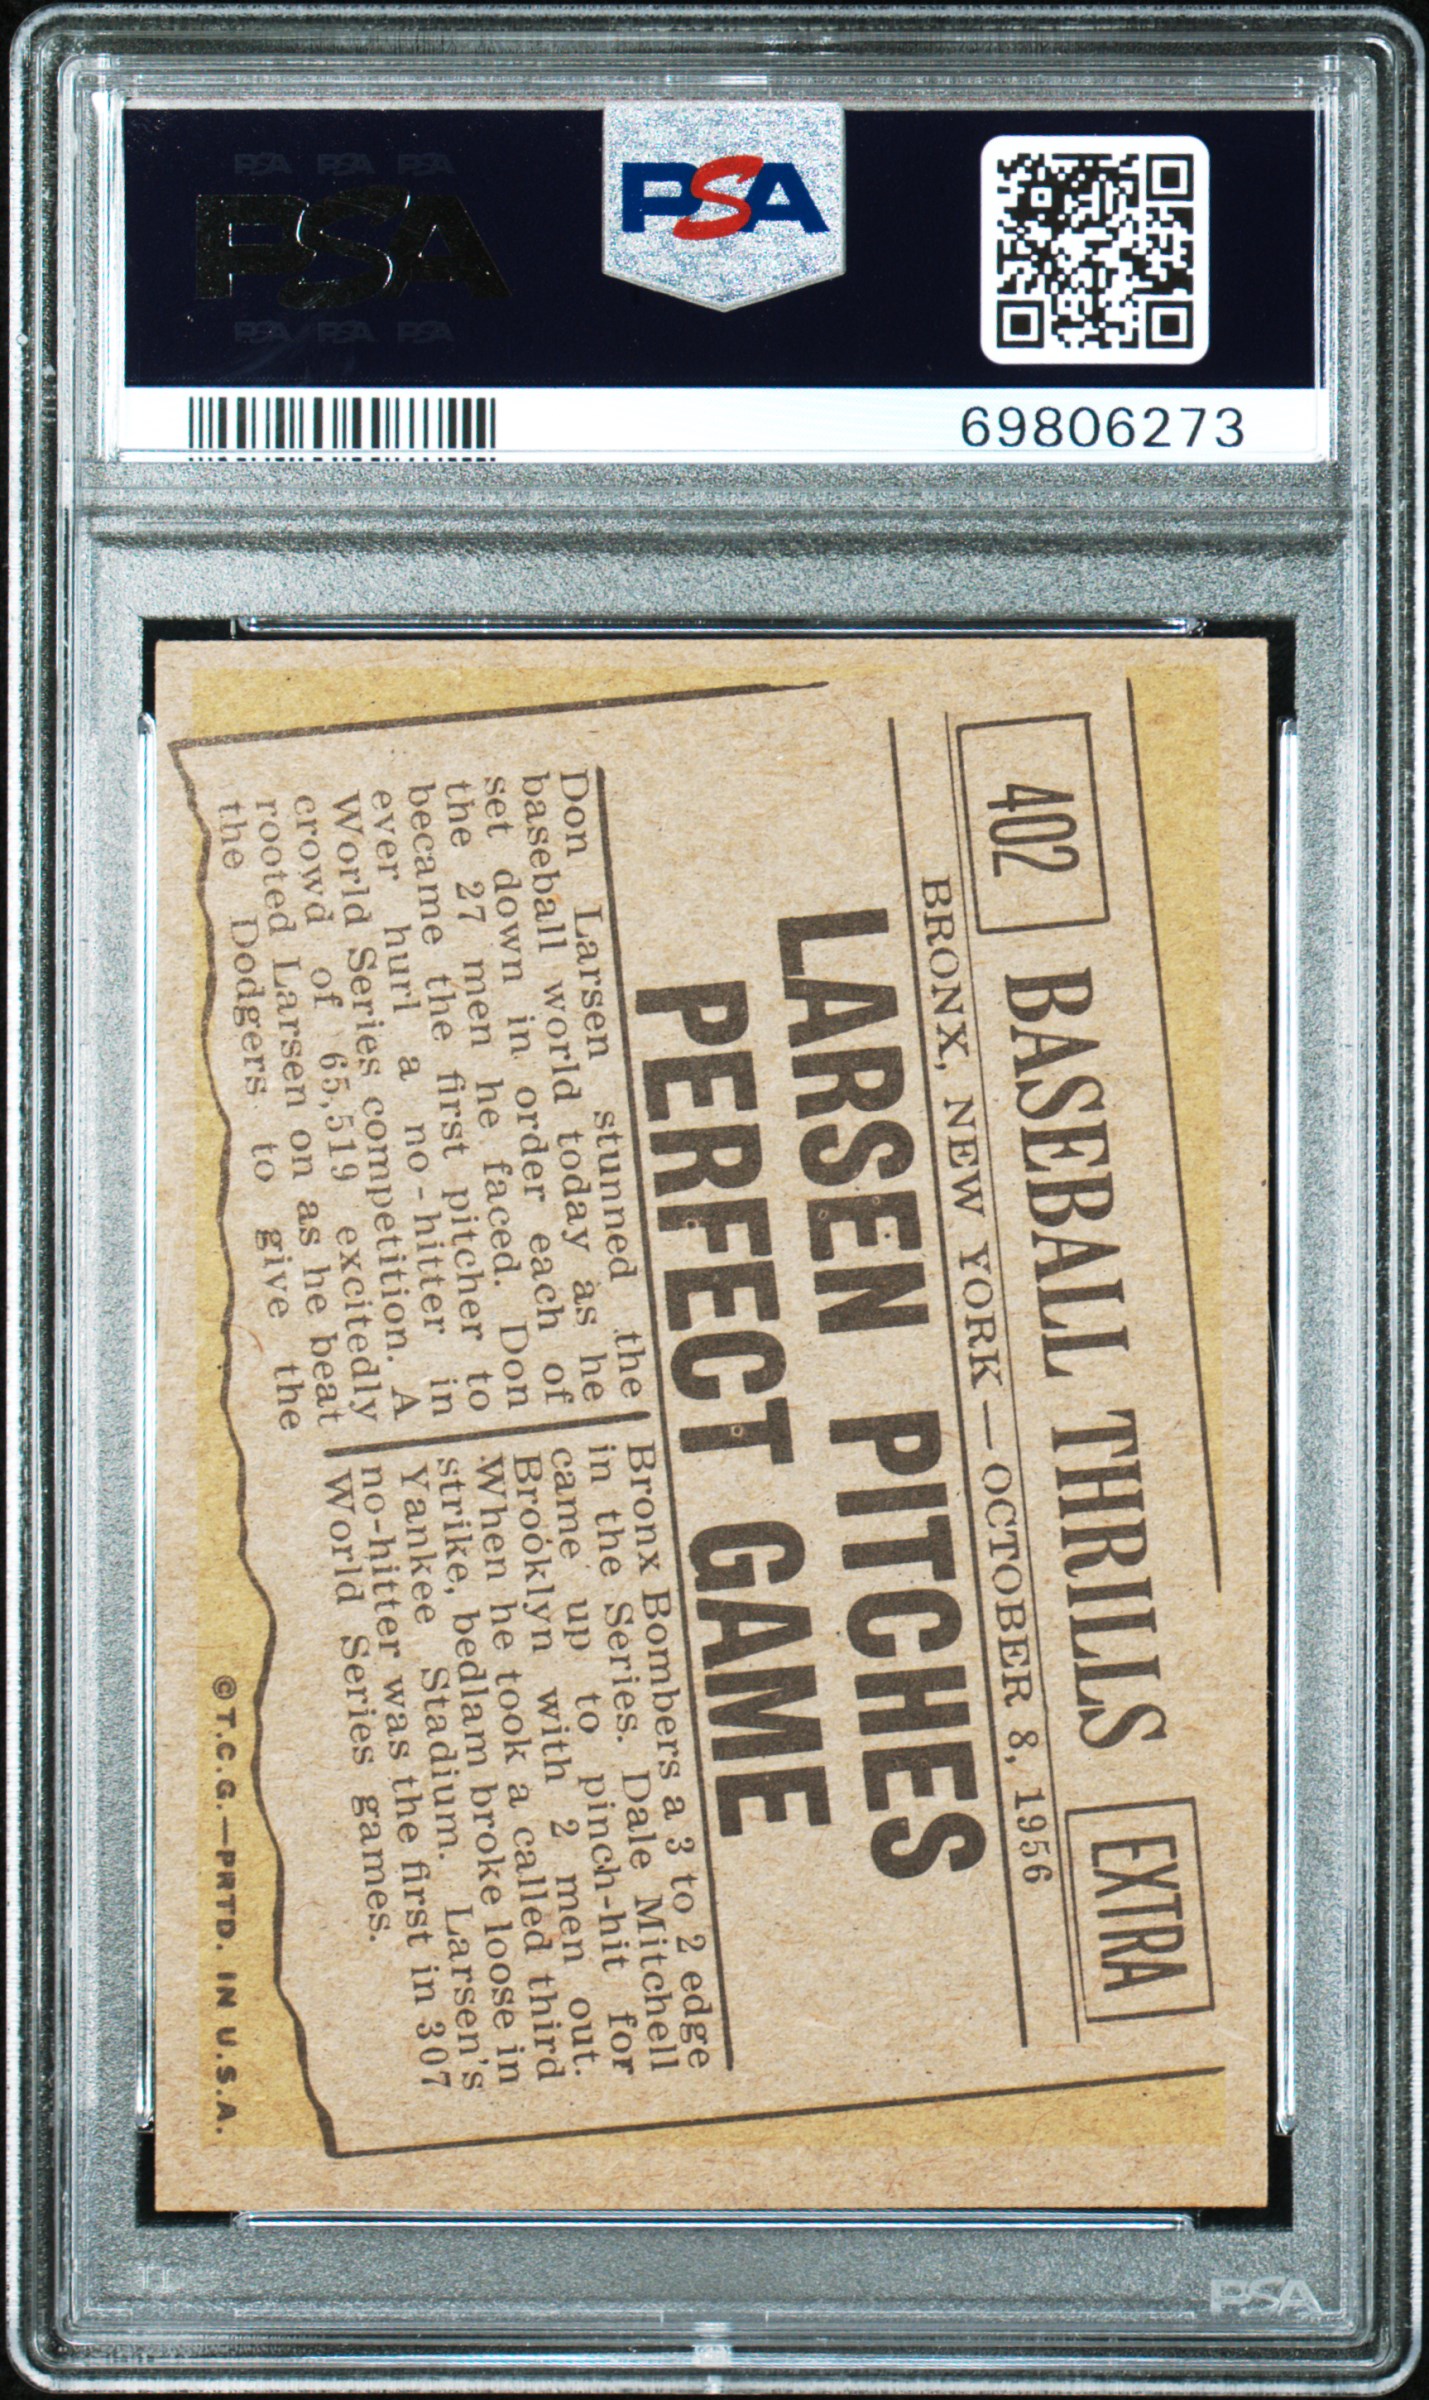 PSA PSA PSA
PSA
PSA PSA PSA
PSA
69806273
402
BASEBALL THRILLS
EXTRA
BRONX, NEW YORK—OCTOBER 8, 1956
LARSEN PITCHES
PERFECT GAME
Don Larsen stunned the
baseball world today as he
set down in order each of
the 27 men he faced. Don
became the first pitcher to
ever hurl a no-hitter in
World Series competition. A
crowd of 65,519 excitedly
rooted Larsen on as he beat
the Dodgers to give the
Bronx Bombers a 3 to 2 edge
in the Series. Dale Mitchell
came up to pinch-hit for
Brooklyn with 2 men out.
When he took a called third
strike, bedlam broke loose in
Yankee Stadium. Larsen's
no-hitter was the first in 307
World Series games.
© T.C.G.—PRTD. IN U.S.A.
PSA